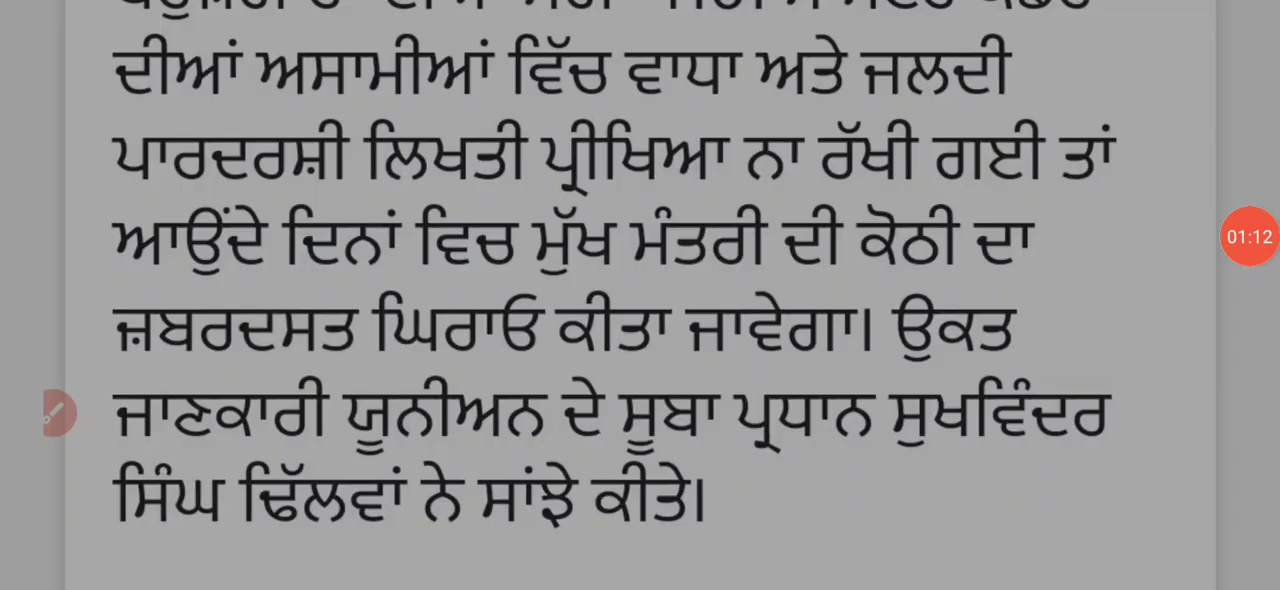 ਦੀਆਂ ਅਸਾਮੀਆਂ ਵਿੱਚ ਵਾਧਾ ਅਤੇ ਜਲਦੀ
ਪਾਰਦਰਸ਼ੀ ਲਿਖਤੀ ਪ੍ਰੀਖਿਆ ਨਾ ਰੱਖੀ ਗਈ ਤਾਂ
ਆਉਂਦੇ ਦਿਨਾਂ ਵਿਚ ਮੁੱਖ ਮੰਤਰੀ ਦੀ ਕੋਠੀ ਦਾ
ਜ਼ਬਰਦਸਤ ਘਿਰਾਓ ਕੀਤਾ ਜਾਵੇਗਾ। ਉਕਤ
ਜਾਣਕਾਰੀ ਯੂਨੀਅਨ ਦੇ ਸੂਬਾ ਪ੍ਰਧਾਨ ਸੁਖਵਿੰਦਰ
ਸਿੰਘ ਢਿੱਲਵਾਂ ਨੇ ਸਾਂਝੇ ਕੀਤੇ।
01:12